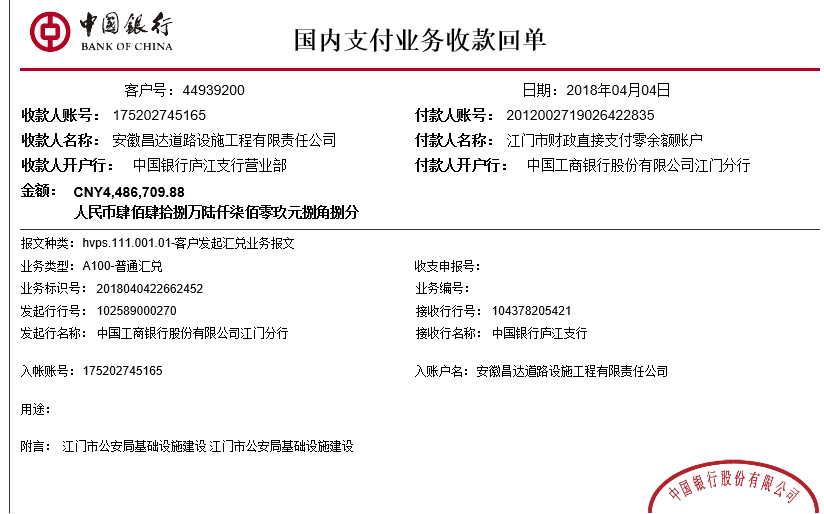 中国银行
BANK OF CHINA
国内支付业务收款回单
客户号：44939200 日期：2018年04月04日
收款人账号：175202745165 付款人账号：2012002719026422835
收款人名称：安徽昌达道路设施工程有限责任公司 付款人名称：江门市财政直接支付零余额账户
收款人开户行：中国银行庐江支行营业部 付款人开户行：中国工商银行股份有限公司江门分行
金额：CNY4,486,709.88
人民币肆佰肆拾捌万陆仟柒佰零玖元捌角捌分
报文种类：hvps.111.001.01-客户发起汇兑业务报文
业务类型：A100-普通汇兑 收支申报号：
业务标识号：2018040422662452 业务编号：
发起行行号：102589000270 接收行行号：104378205421
发起行名称：中国工商银行股份有限公司江门分行 接收行名称：中国银行庐江支行
入帐账号：175202745165 入账户名：安徽昌达道路设施工程有限责任公司
用途：
附言：江门市公安局基础设施建设 江门市公安局基础设施建设
中国银行股份有限公司